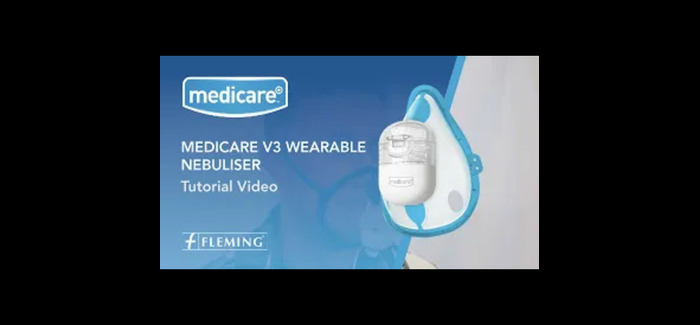 medicare+
MEDICARE V3 WEARABLE
NEBULISER
medicare+
Tutorial Video
FLEMING